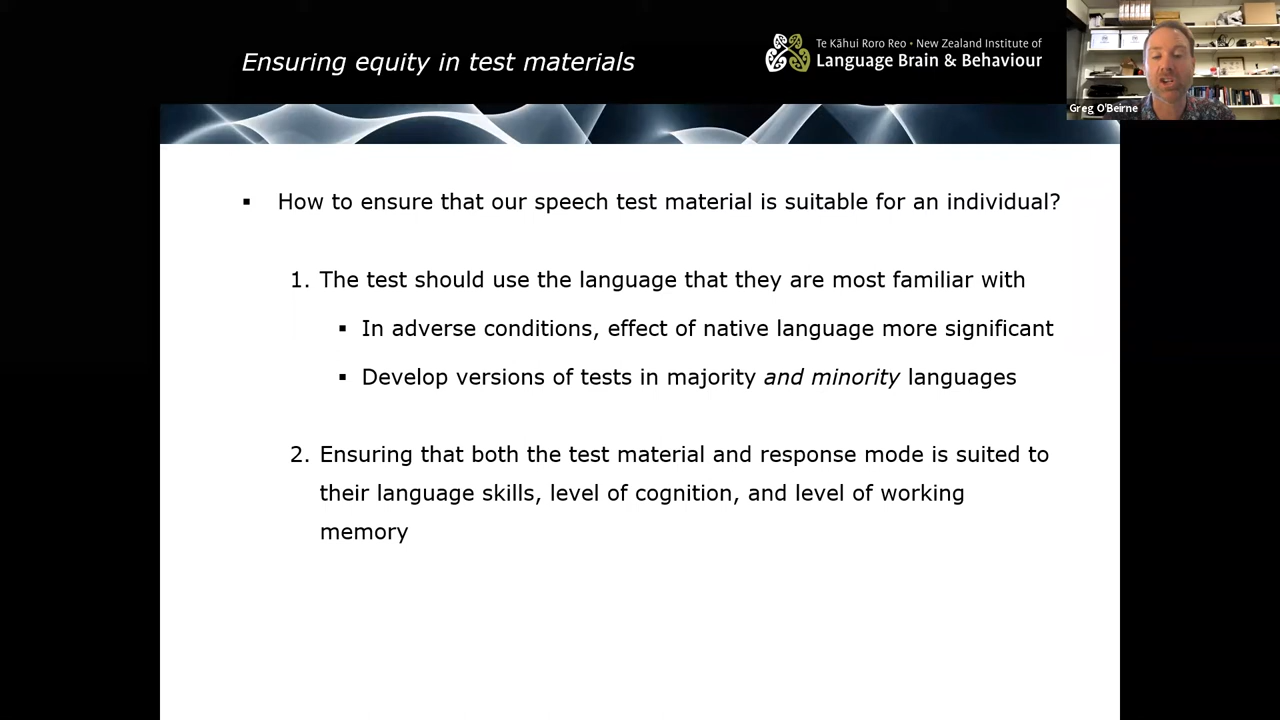 Ensuring equity in test materials
Te Kāhui Roro Reo • New Zealand Institute of
Language Brain & Behaviour
Greg O'Beirne
▪ How to ensure that our speech test material is suitable for an individual?
1. The test should use the language that they are most familiar with
▪ In adverse conditions, effect of native language more significant
▪ Develop versions of tests in majority and minority languages
2. Ensuring that both the test material and response mode is suited to
their language skills, level of cognition, and level of working
memory